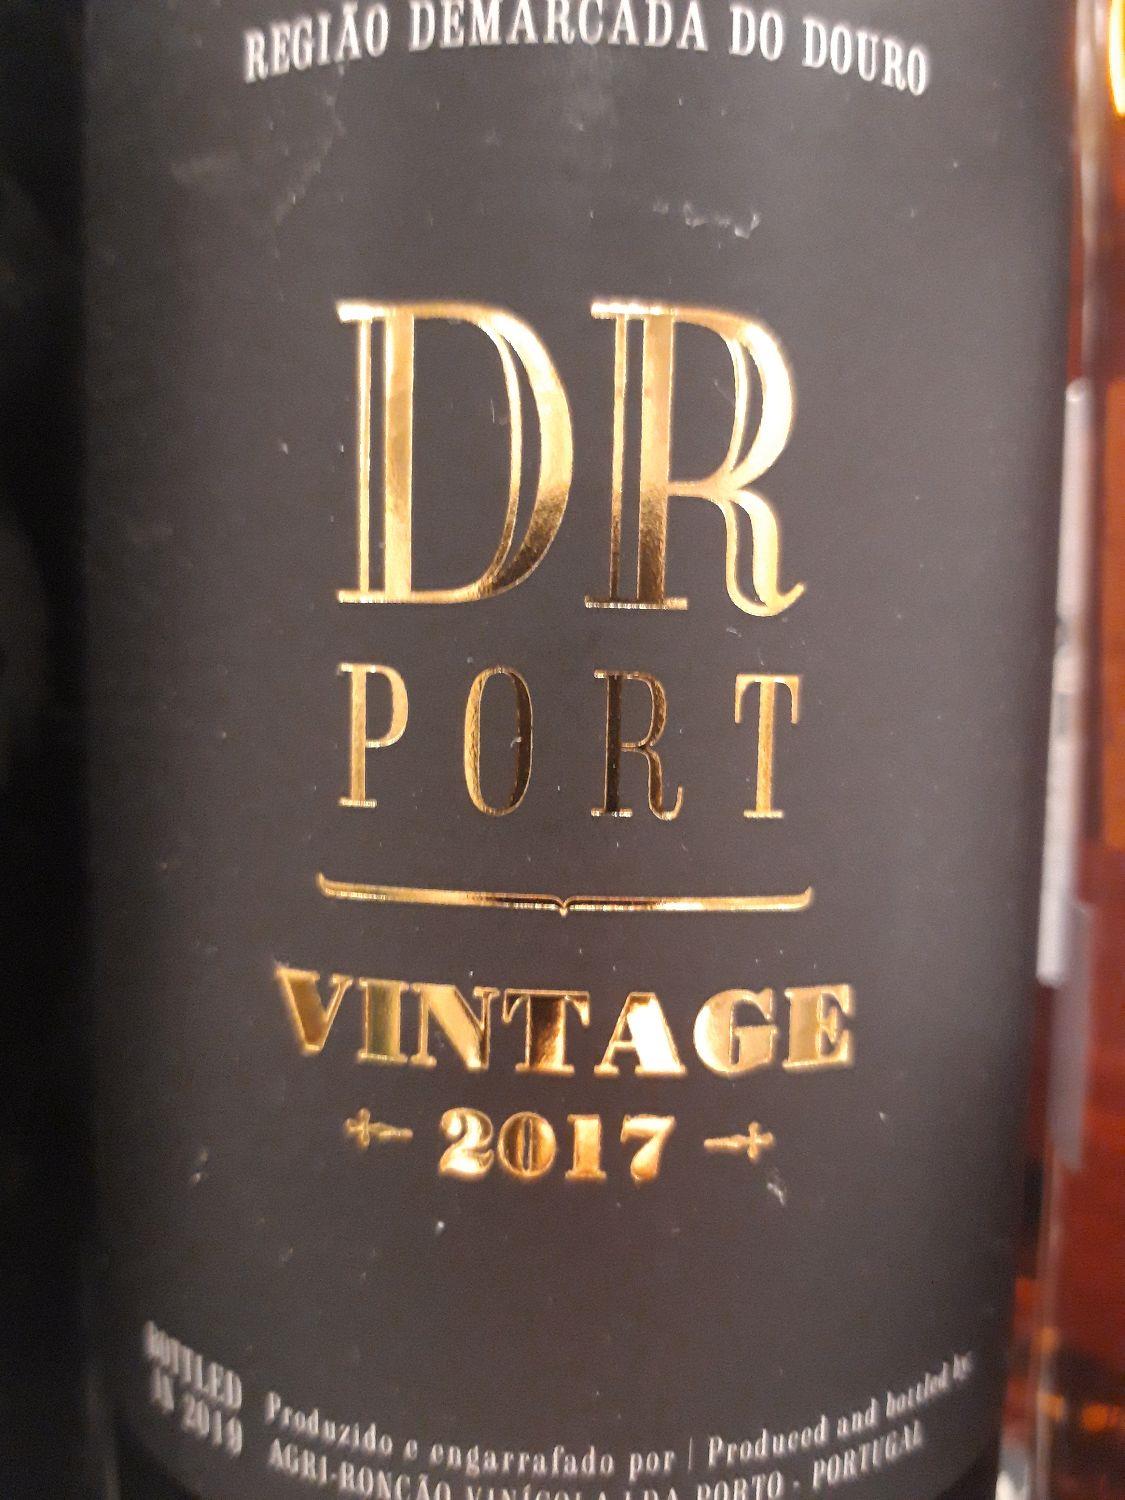 REGIÃO DEMARCADA DO DOURO
DR
PORT
VINTAGE
2017
BOTTLED
IN 2019
Produzido e engarrafado por | Produced and bottled by:
AGRI-RONCÃO VINÍCOLA LDA PORTO - PORTUGAL